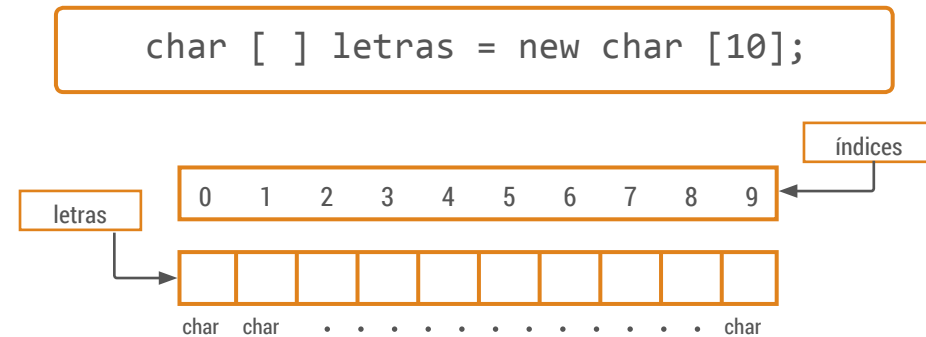 char [ ] letras = new char [10];
índices
0 1 2 3 4 5 6 7 8 9
letras
char char . . . . . . . . . . . . char